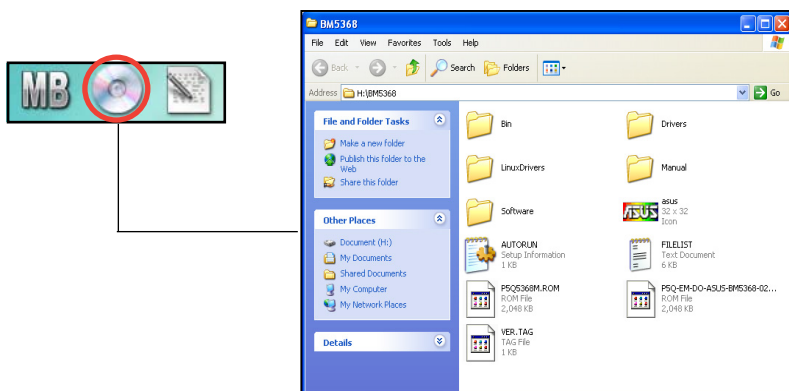 MB
BM5368
File Edit View Favorites Tools Help
Back Search Folders
Address H:\BM5368 Go
File and Folder Tasks
Make a new folder
Publish this folder to the
Web
Share this folder
Other Places
Document (H:)
My Documents
Shared Documents
My Computer
My Network Places
Details
Bin
Drivers
LinuxDrivers
Manual
Software
ASUS
asus
32 x 32
Icon
AUTORUN
Setup Information
1 KB
FILELIST
Text Document
6 KB
P5Q5368M.ROM
ROM File
2,048 KB
P5Q-EM-DO-ASUS-BM5368-02...
ROM File
2,048 KB
VER.TAG
TAG File
1 KB